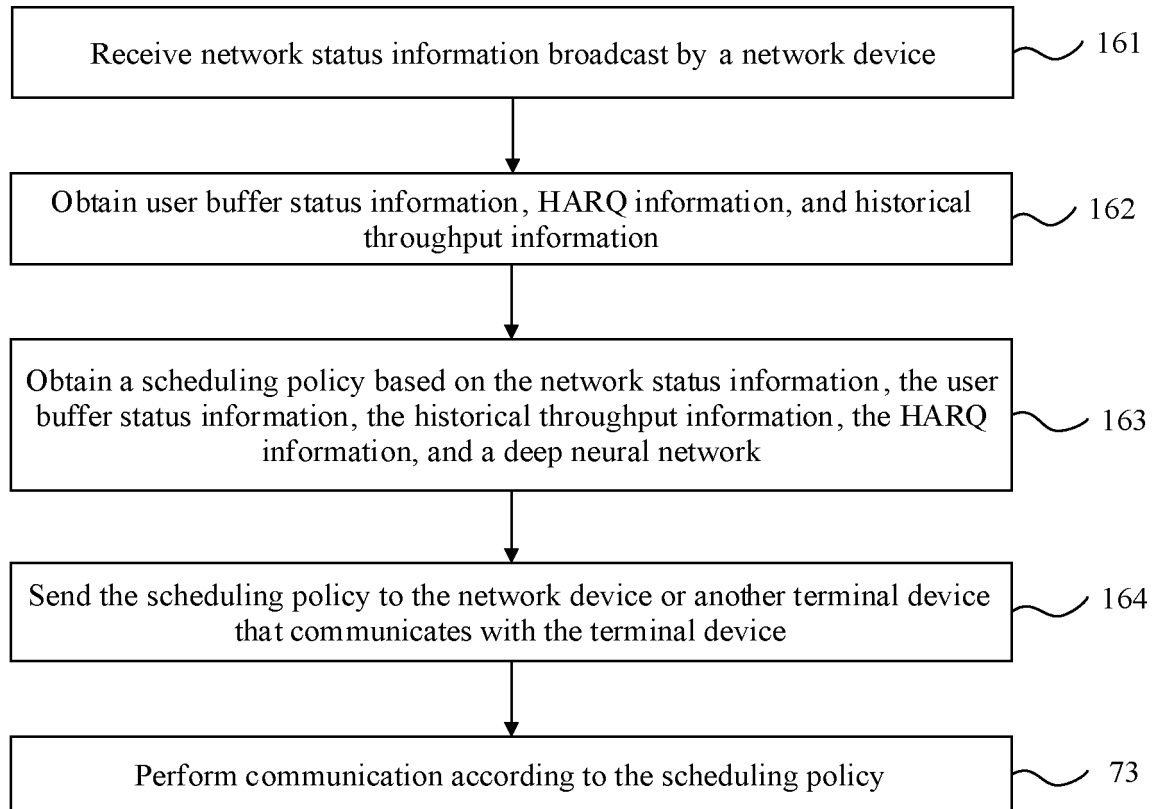 Receive network status information broadcast by a network device
161
Obtain user buffer status information, HARQ information, and historical
throughput information
162
Obtain a scheduling policy based on the network status information, the user
buffer status information, the historical throughput information, the HARQ
information, and a deep neural network
163
Send the scheduling policy to the network device or another terminal device
that communicates with the terminal device
164
Perform communication according to the scheduling policy
73